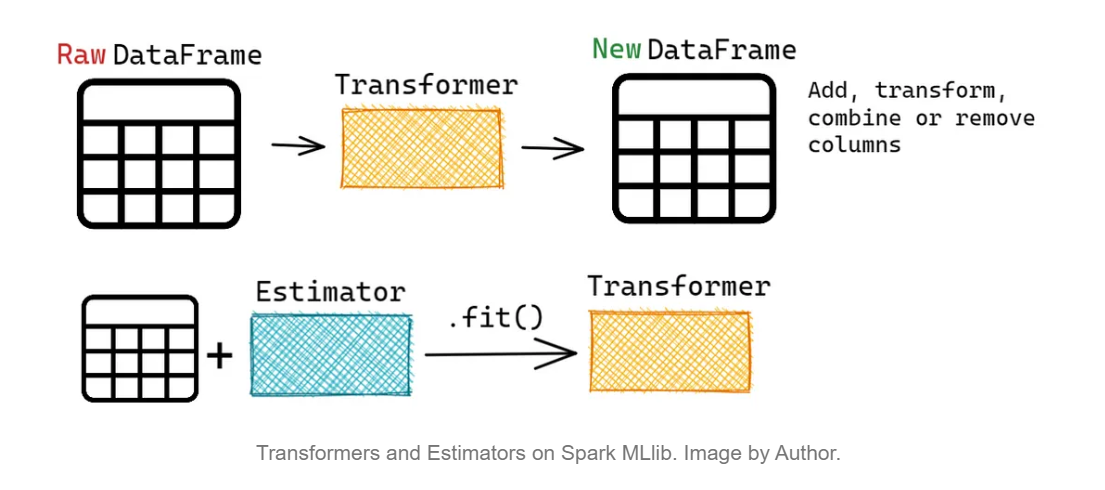 Raw DataFrame
Transformer
New DataFrame
Add, transform,
combine or remove
columns
+
Estimator
.fit()
Transformer
Transformers and Estimators on Spark MLlib. Image by Author.